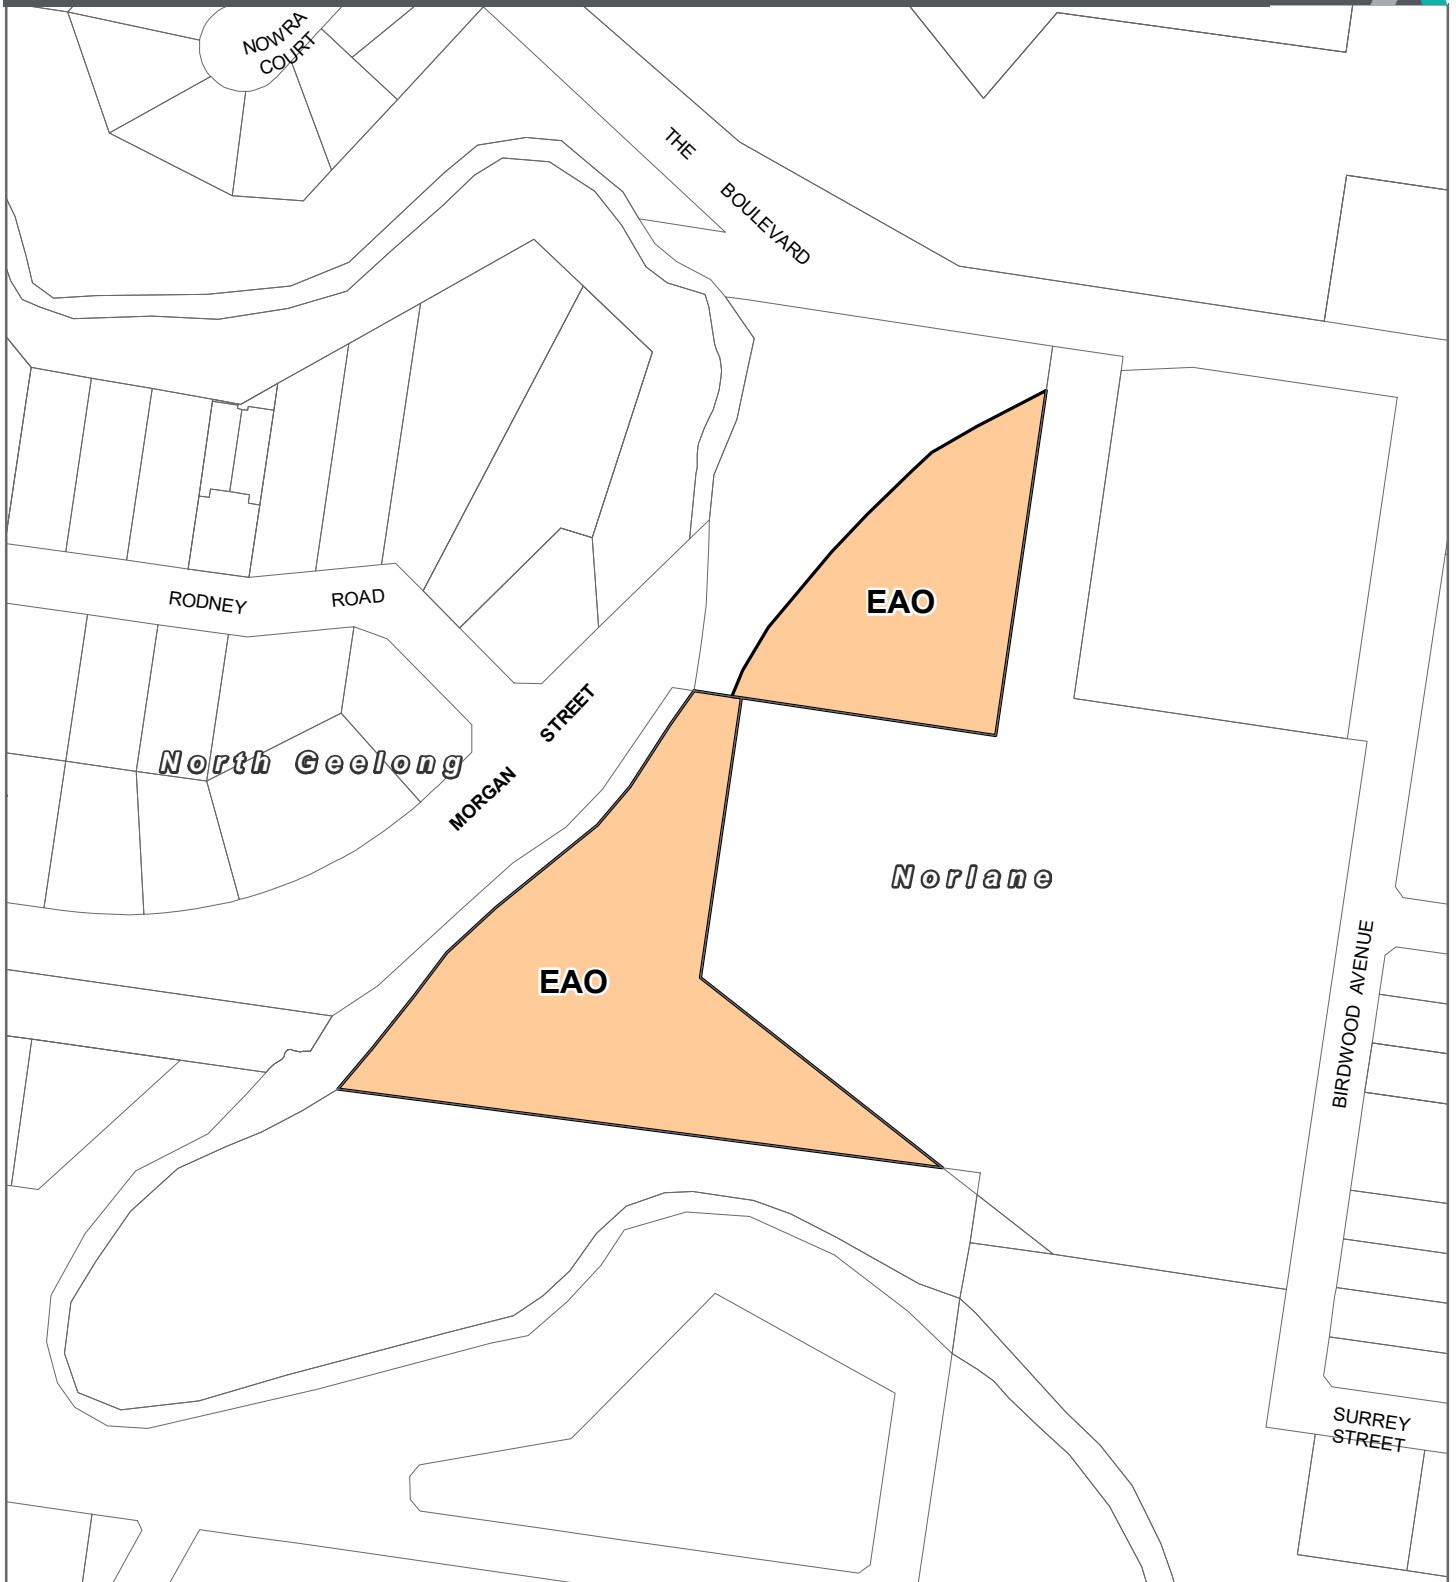 NOWRA
COURT
THE
BOULEVARD
EAO
RODNEY ROAD
MORGAN STREET
North Geelong
Norlane
EAO
BIRDWOOD AVENUE
SURREY
STREET